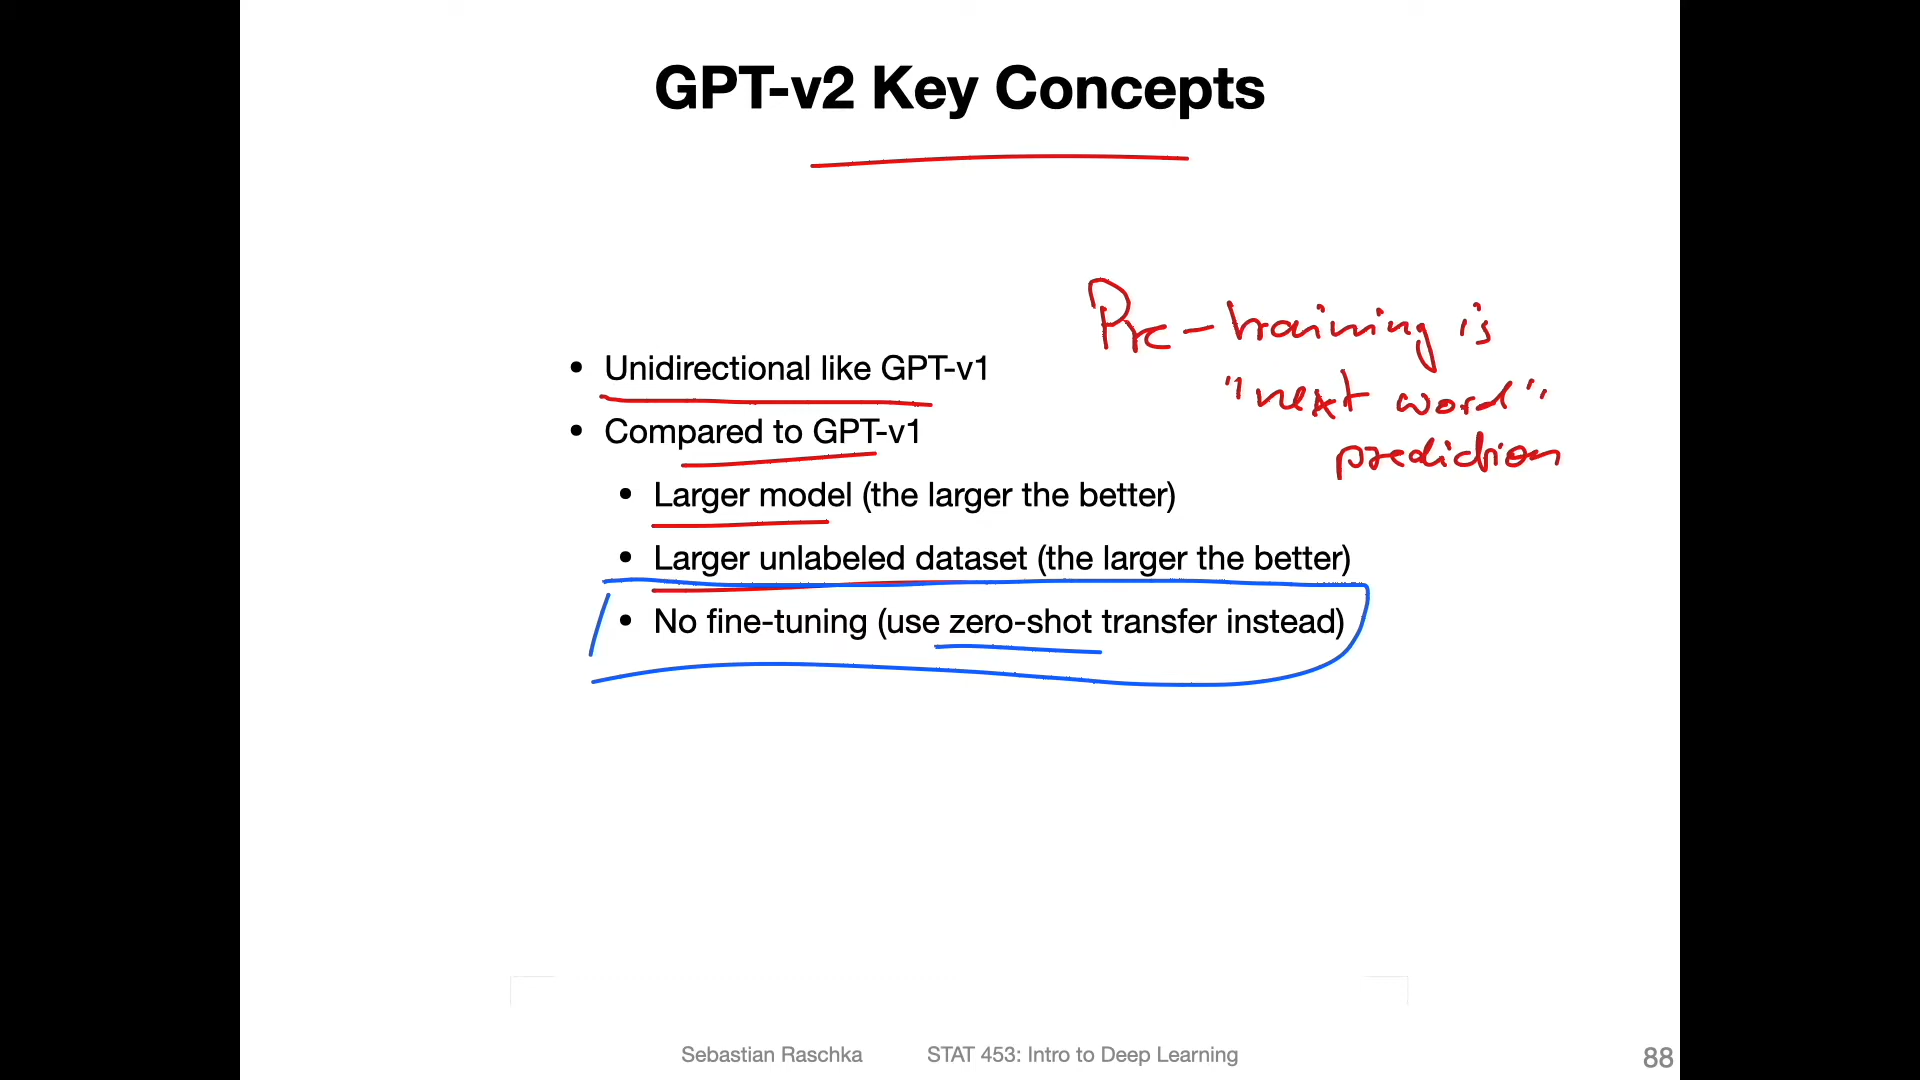 GPT-v2 Key Concepts
Pre-training is
"next word"
prediction
• Unidirectional like GPT-v1
• Compared to GPT-v1
• Larger model (the larger the better)
• Larger unlabeled dataset (the larger the better)
• No fine-tuning (use zero-shot transfer instead)
Sebastian Raschka STAT 453: Intro to Deep Learning 88